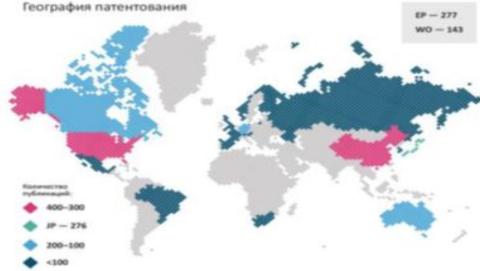 География патентования
EP — 277
WO — 143
Количество
публикаций:
400–300
JP — 276
200–100
<100